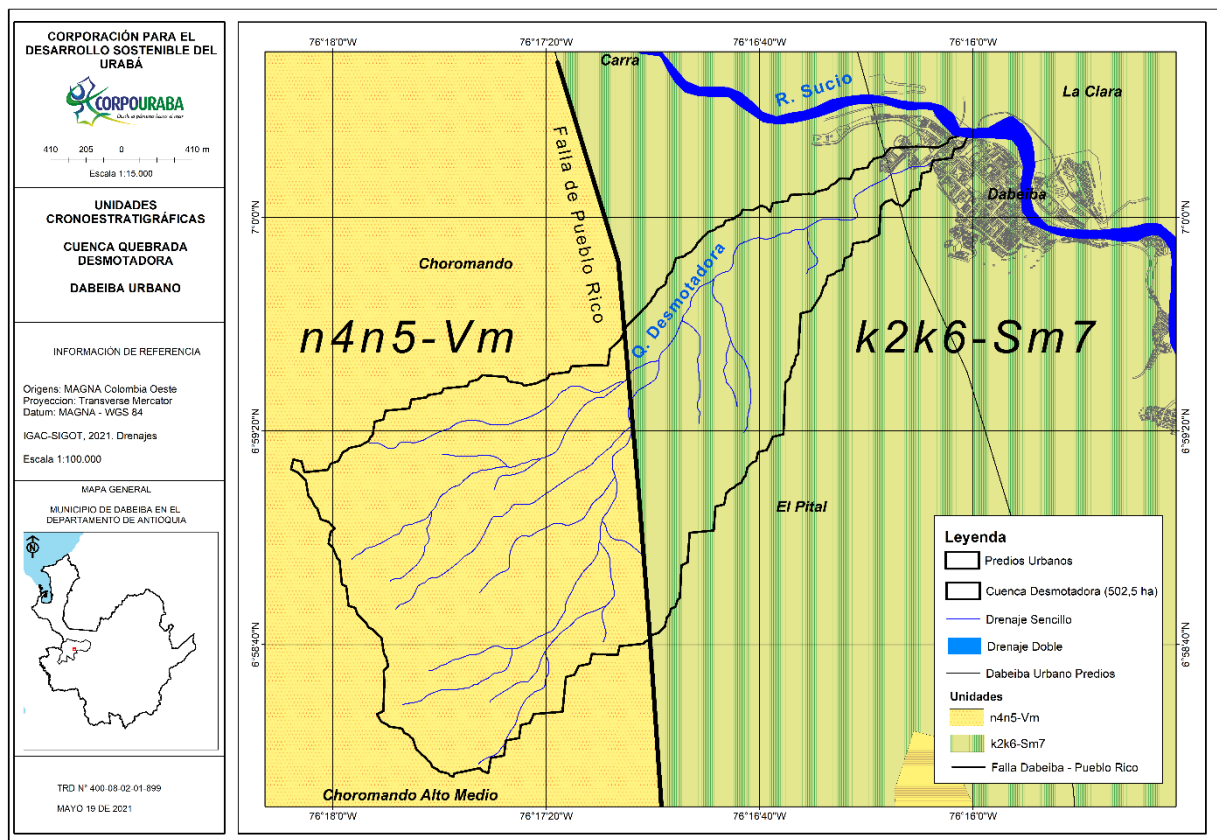 CORPORACIÓN PARA EL
DESARROLLO SOSTENIBLE DEL
URABÁ
CORPOURABA
410 205 0 410 m
Escala 1:15.000
UNIDADES
CRONOESTRATIGRÁFICAS
CUENCA QUEBRADA
DESMOTADORA
DABEIBA URBANO
INFORMACIÓN DE REFERENCIA
Origens: MAGNA Colombia Oeste
Proyeccion: Transverse Mercator
Datum: MAGNA - WGS 84
IGAC-SIGOT, 2021. Drenajes
Escala 1:100.000
MAPA GENERAL
MUNICIPIO DE DABEIBA EN EL
DEPARTAMENTO DE ANTIOQUIA
N
TRD N° 400-08-02-01-899
MAYO 19 DE 2021
76°18'0"W 76°17'20"W 76°16'40"W 76°16'0"W
Carra
R. Sucio
La Clara
Falla de Pueblo Rico
Dabeiba
7°0'0"N
7°0'0"N
Choromando
Q. Desmotadora
n4n5-Vm
k2k6-Sm7
6°59'20"N
6°59'20"N
El Pital
6°58'40"N
6°58'40"N
Choromando Alto Medio
76°18'0"W 76°17'20"W 76°16'40"W 76°16'0"W
Leyenda
Predios Urbanos
Cuenca Desmotadora (502,5 ha)
Drenaje Sencillo
Drenaje Doble
Dabeiba Urbano Predios
Unidades
n4n5-Vm
k2k6-Sm7
Falla Dabeiba - Pueblo Rico